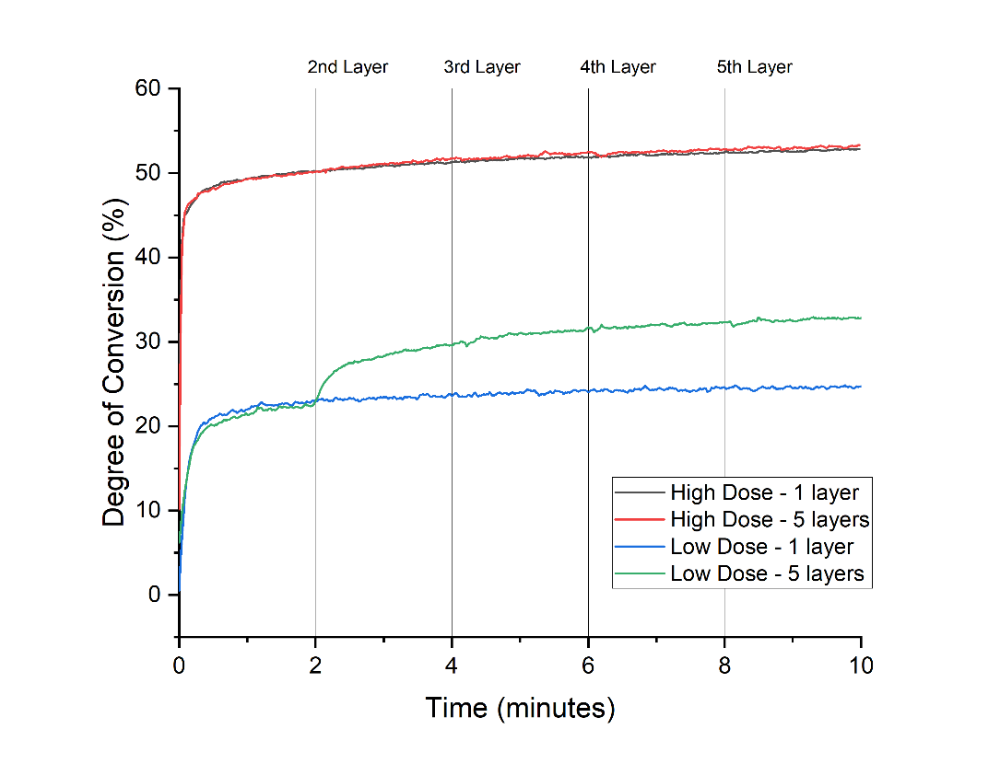 2nd Layer 3rd Layer 4th Layer 5th Layer
60
50
40
30
20
10
0
Degree of Conversion (%)
High Dose - 1 layer
High Dose - 5 layers
Low Dose - 1 layer
Low Dose - 5 layers
0 2 4 6 8 10
Time (minutes)